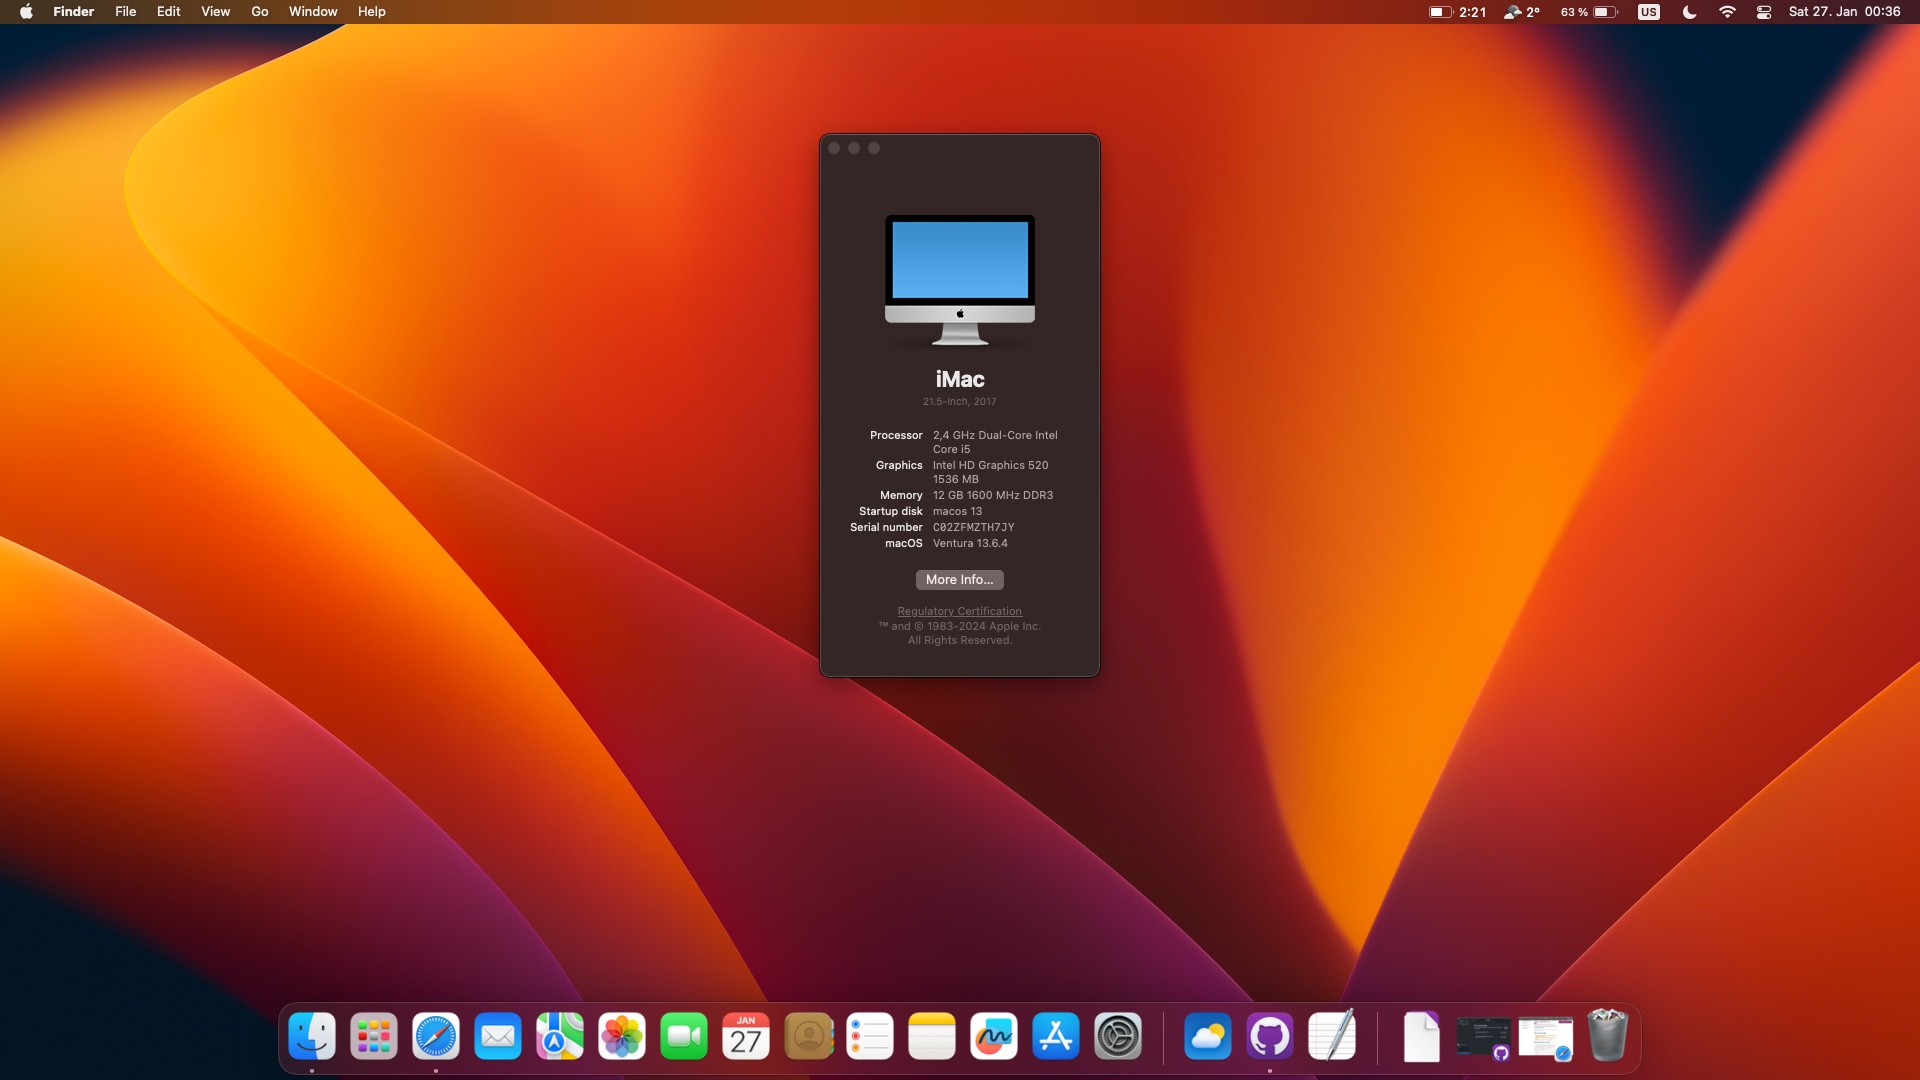 Finder File Edit View Go Window Help 2:21 2° 63 % US Sat 27. Jan 00:36
iMac
21.5-inch, 2017
Processor 2,4 GHz Dual-Core Intel
Core i5
Graphics Intel HD Graphics 520
1536 MB
Memory 12 GB 1600 MHz DDR3
Startup disk macos 13
Serial number C02ZFMZTH7JY
macOS Ventura 13.6.4
More Info...
Regulatory Certification
™ and © 1983-2024 Apple Inc.
All Rights Reserved.
JAN
27